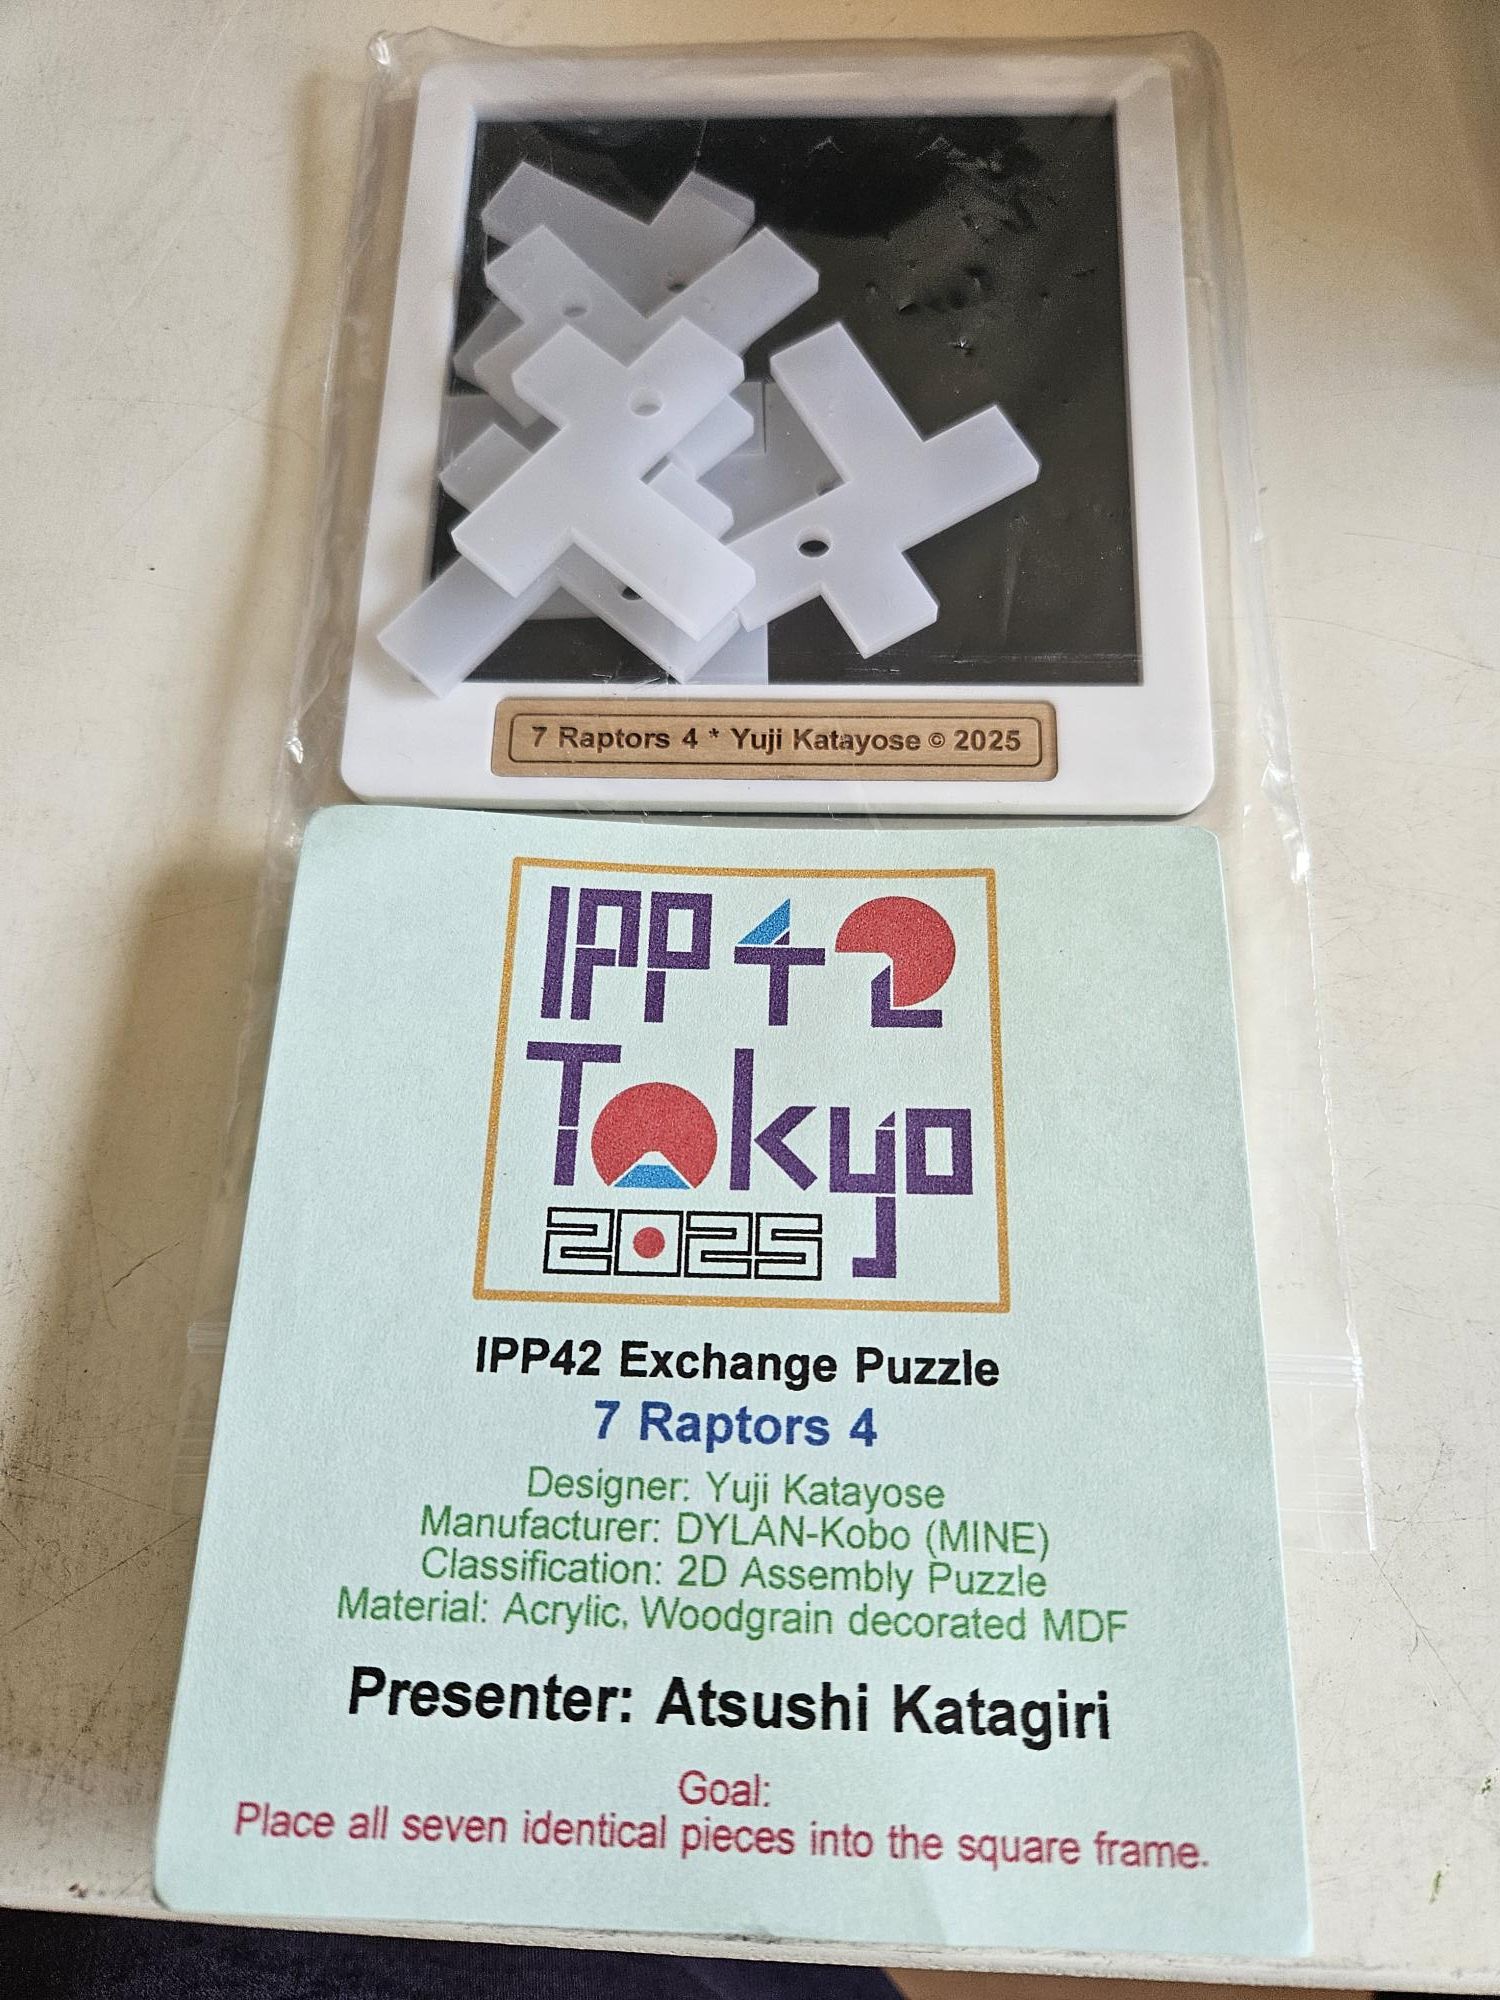 7 Raptors 4 * Yuji Katayose © 2025
IPP42
Tokyo
2025
IPP42 Exchange Puzzle
7 Raptors 4
Designer: Yuji Katayose
Manufacturer: DYLAN-Kobo (MINE)
Classification: 2D Assembly Puzzle
Material: Acrylic, Woodgrain decorated MDF
Presenter: Atsushi Katagiri
Goal:
Place all seven identical pieces into the square frame.